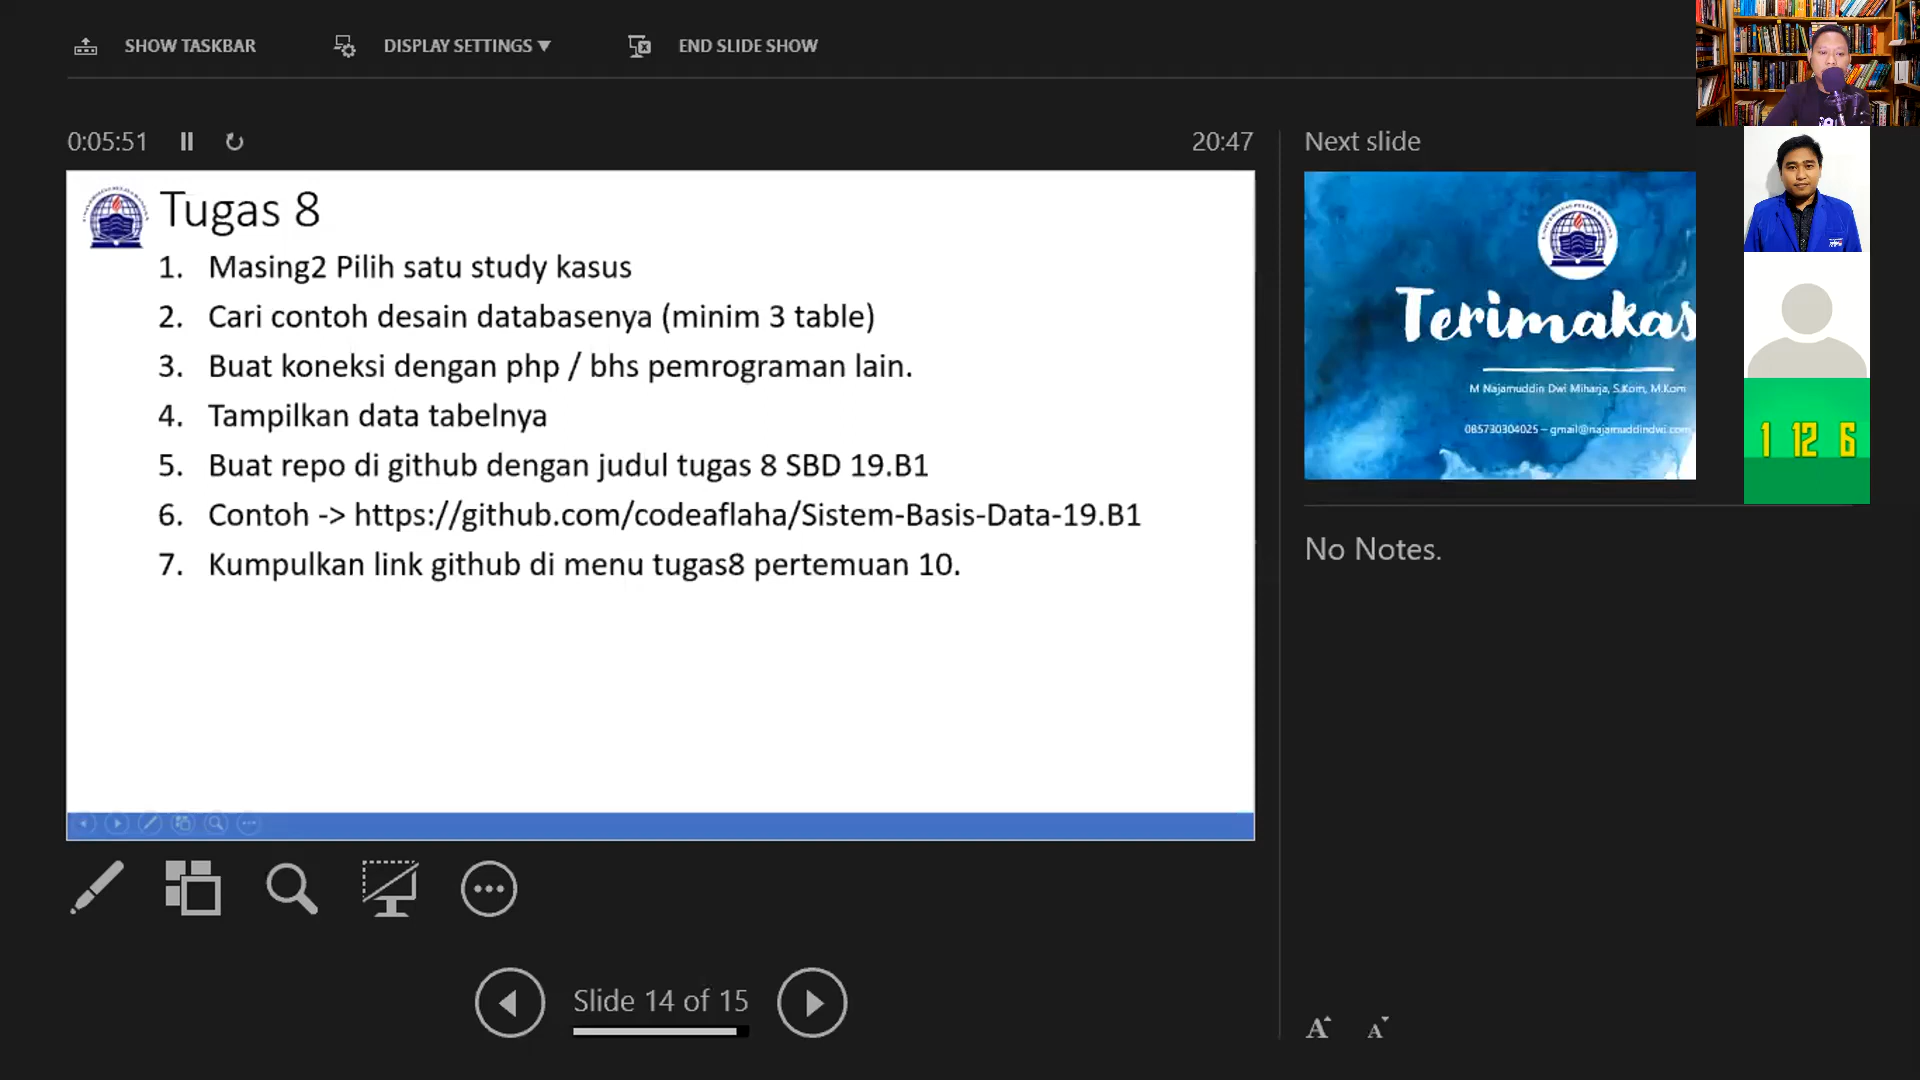 SHOW TASKBAR
DISPLAY SETTINGS ▼
END SLIDE SHOW
0:05:51
20:47
Next slide
Tugas 8
1. Masing2 Pilih satu study kasus
2. Cari contoh desain databasenya (minim 3 table)
3. Buat koneksi dengan php / bhs pemrograman lain.
4. Tampilkan data tabelnya
5. Buat repo di github dengan judul tugas 8 SBD 19.B1
6. Contoh -> https://github.com/codeaflaha/Sistem-Basis-Data-19.B1
7. Kumpulkan link github di menu tugas8 pertemuan 10.
Terimakas
M Najamuddin Dwi Miharja, S.Kom, M.Kom
085730304025 – gmail@najamuddindwi.com
1 12 6
No Notes.
Slide 14 of 15
A A